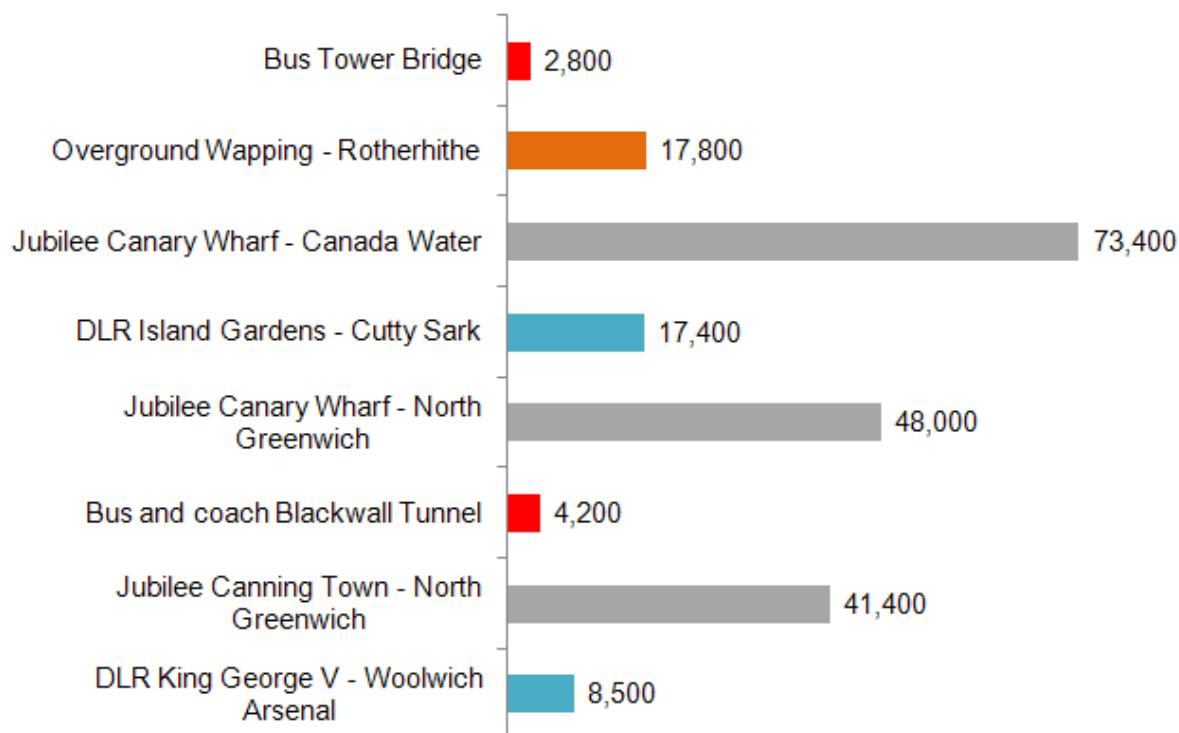 Bus Tower Bridge
2,800
Overground Wapping - Rotherhithe
17,800
Jubilee Canary Wharf - Canada Water
73,400
DLR Island Gardens - Cutty Sark
17,400
Jubilee Canary Wharf - North
Greenwich
48,000
Bus and coach Blackwall Tunnel
4,200
Jubilee Canning Town - North
Greenwich
41,400
DLR King George V - Woolwich
Arsenal
8,500